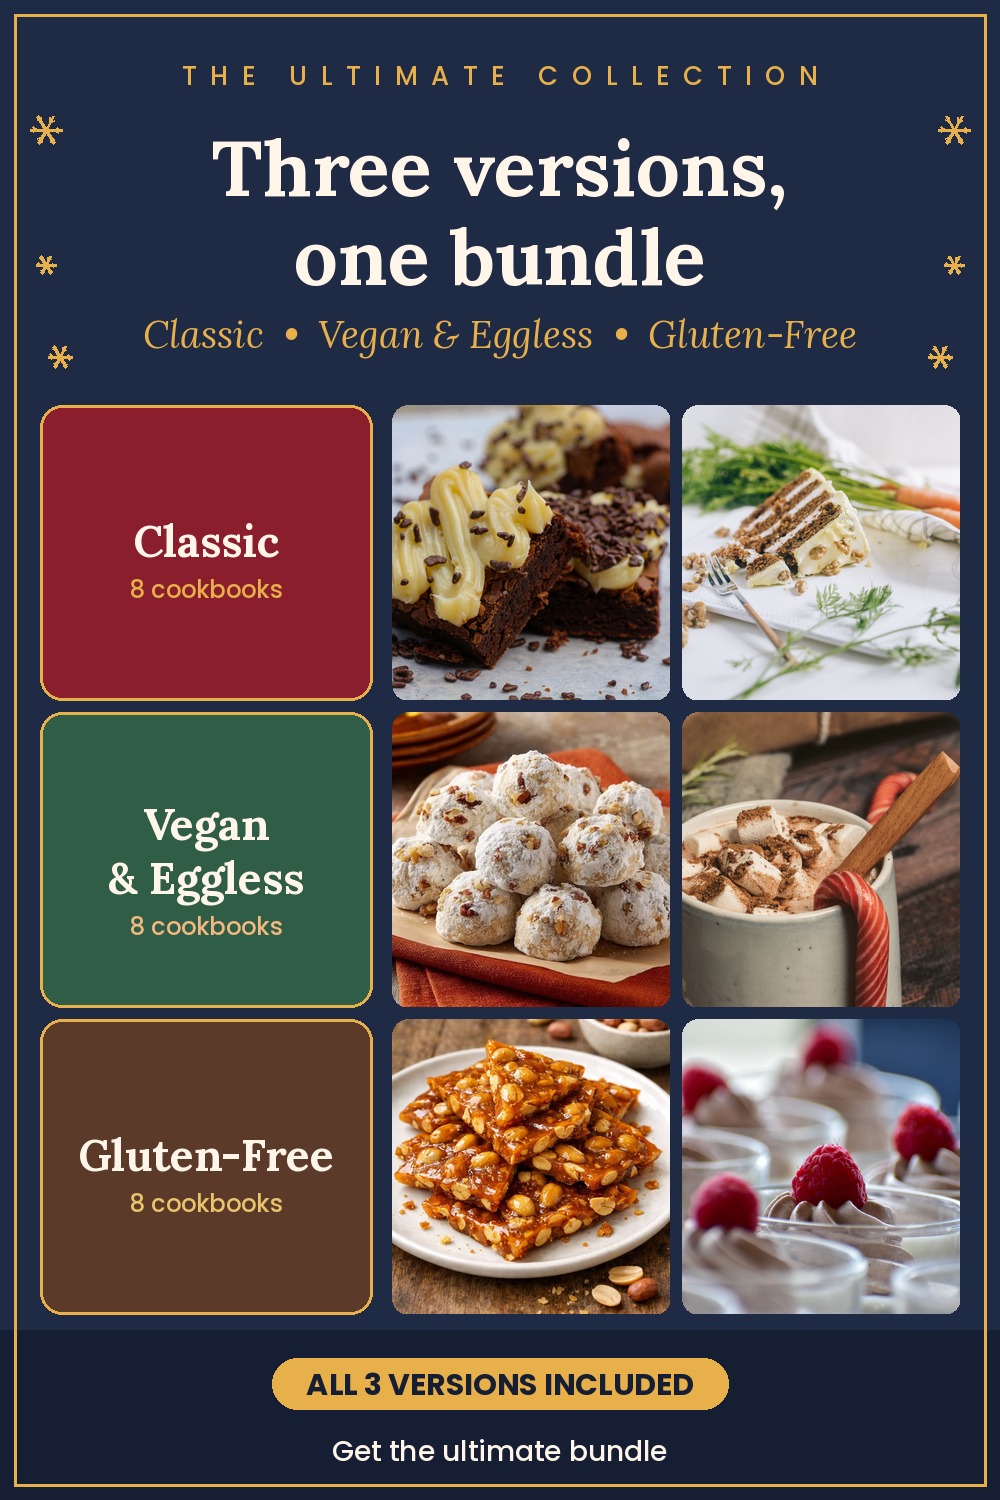 THE ULTIMATE COLLECTION
Three versions,
one bundle
Classic • Vegan & Eggless • Gluten-Free
Classic
8 cookbooks
Vegan
& Eggless
8 cookbooks
Gluten-Free
8 cookbooks
ALL 3 VERSIONS INCLUDED
Get the ultimate bundle